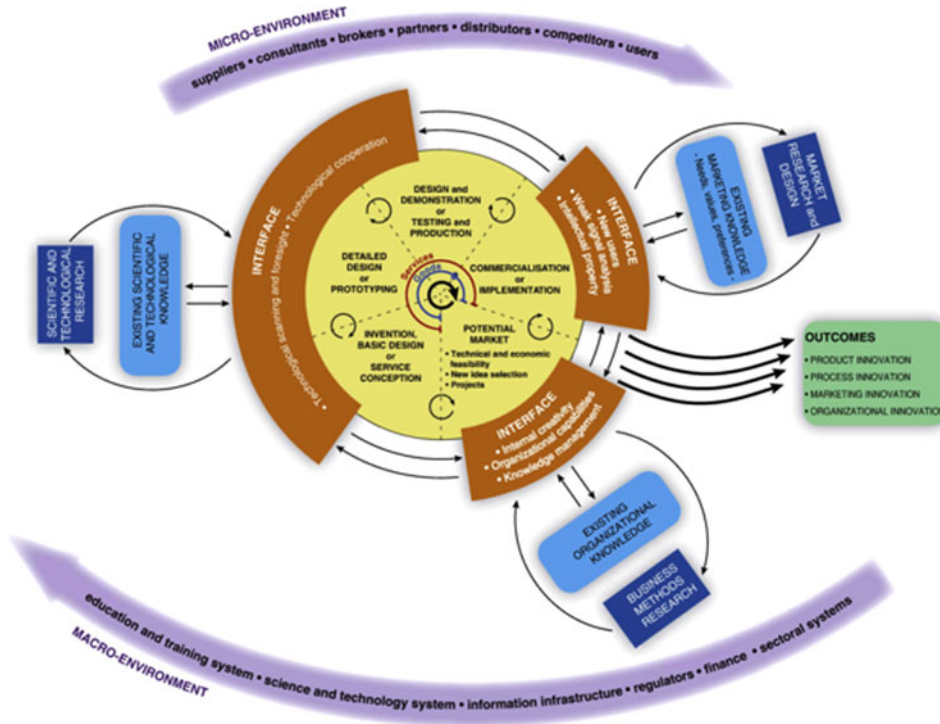 MICRO-ENVIRONMENT
suppliers • consultants • brokers • partners • distributors • competitors • users
INTERFACE
• Technological scanning and foresight • Technological cooperation
SCIENTIFIC AND
TECHNOLOGICAL
RESEARCH
EXISTING SCIENTIFIC
AND TECHNOLOGICAL
KNOWLEDGE
DESIGN and
DEMONSTRATION
or
TESTING and
PRODUCTION
DETAILED
DESIGN or
PROTOTYPING
Services
Goods
COMMERCIALISATION
or
IMPLEMENTATION
INVENTION,
BASIC DESIGN
or
SERVICE
CONCEPTION
POTENTIAL
MARKET
• Technical and economic
feasibility
• New idea selection
• Projects
INTERFACE
• New users
• Weak signal analysis
• Intellectual property
EXISTING
MARKETING KNOWLEDGE
- Needs, values, preferences -
MARKET
RESEARCH and
DESIGN
OUTCOMES
• PRODUCT INNOVATION
• PROCESS INNOVATION
• MARKETING INNOVATION
• ORGANIZATIONAL INNOVATION
INTERFACE
• Internal creativity
• Organizational capabilities
• Knowledge management
EXISTING
ORGANIZATIONAL
KNOWLEDGE
BUSINESS
METHODS
RESEARCH
education and training system • science and technology system • information infrastructure • regulators • finance • sectoral systems
MACRO-ENVIRONMENT